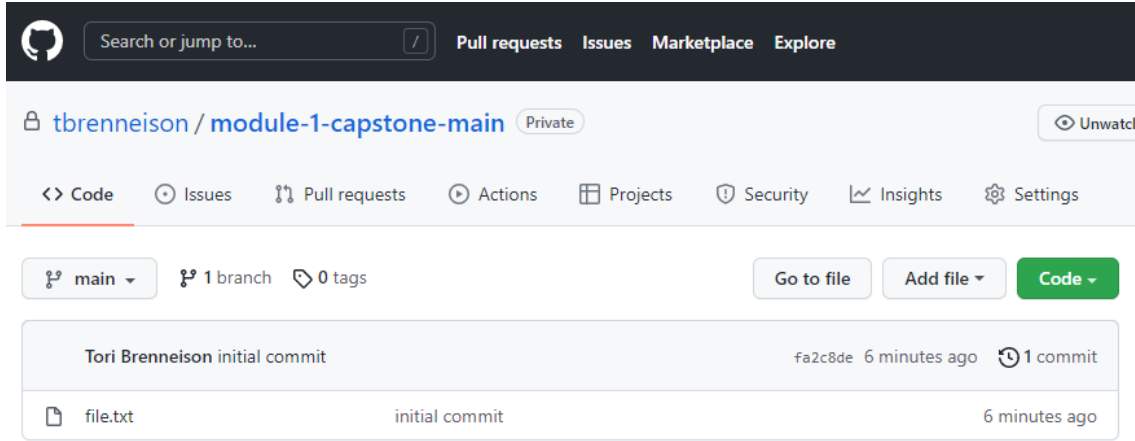 Search or jump to... / Pull requests Issues Marketplace Explore
tbrenneison / module-1-capstone-main Private Unwatch
<> Code Issues Pull requests Actions Projects Security Insights Settings
main 1 branch 0 tags Go to file Add file Code
Tori Brenneison initial commit fa2c8de 6 minutes ago 1 commit
file.txt initial commit 6 minutes ago